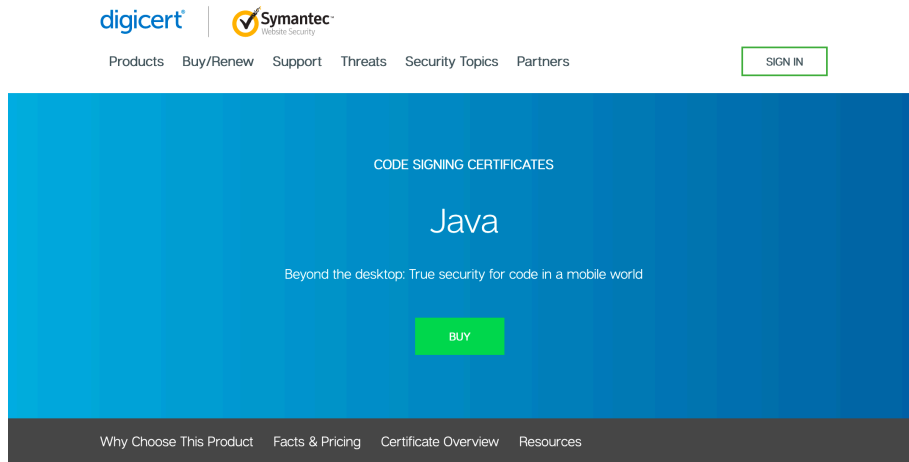 digicert®
Symantec™
Website Security
Products Buy/Renew Support Threats Security Topics Partners SIGN IN
CODE SIGNING CERTIFICATES
Java
Beyond the desktop: True security for code in a mobile world
BUY
Why Choose This Product Facts & Pricing Certificate Overview Resources